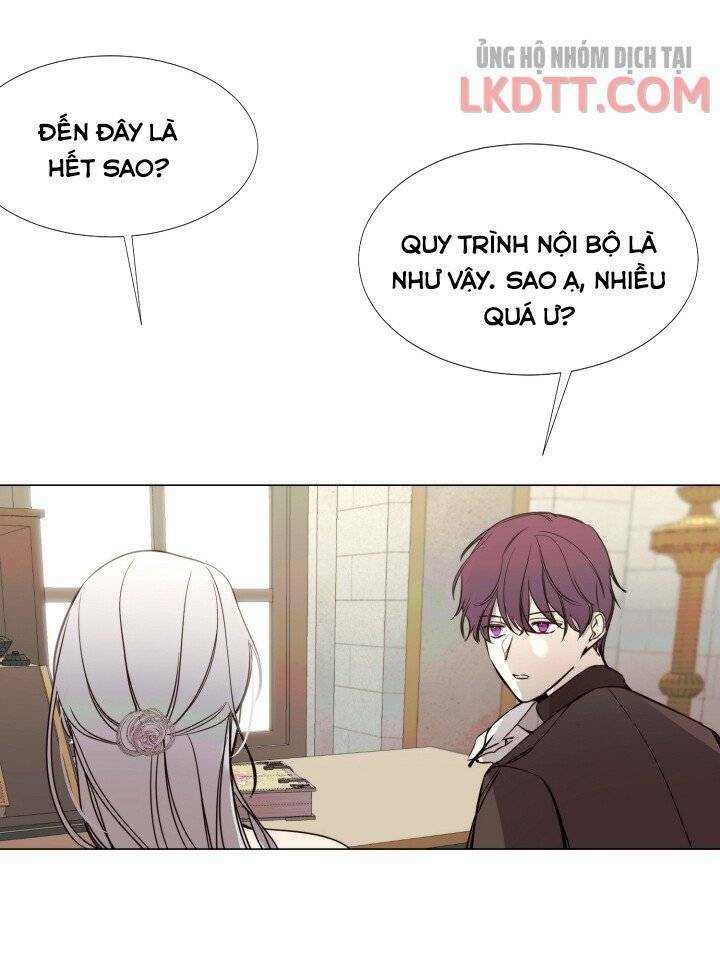 ỦNG HỘ NHÓM DỊCH TẠI
LKDTT.COM
ĐẾN ĐÂY LÀ
HẾT SAO?
QUY TRÌNH NỘI BỘ LÀ
NHƯ VẬY. SAO Ạ, NHIỀU
QUÁ Ư?